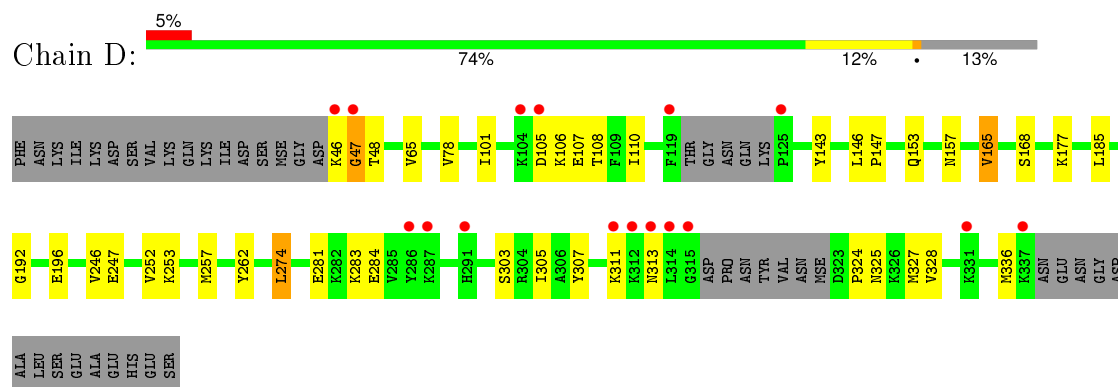 5%
Chain D:
74% 12% • 13%
PHE ASN LYS ILE LYS ASP SER VAL LYS GLN LYS ILE ASP SER MSE GLY ASP K46 G47 T48 V65 V78 I101 K104 D105 K106 E107 T108 F109 I110 F119 THR GLY ASN GLN LYS P125 Y143 L146 P147 Q153 N157 V165 S168 K177 L185
G192 E196 V246 E247 V252 K253 M257 Y262 L274 E281 K282 K283 E284 V285 Y286 K287 H291 S303 R304 I305 A306 Y307 K311 K312 N313 L314 G315 ASP PRO ASN TYR VAL ASN MSE D323 P324 N325 K326 M327 V328 K331 M336 K337 ASN GLU ASN GLY ASP
ALA LEU SER GLU ALA GLU HIS GLU SER